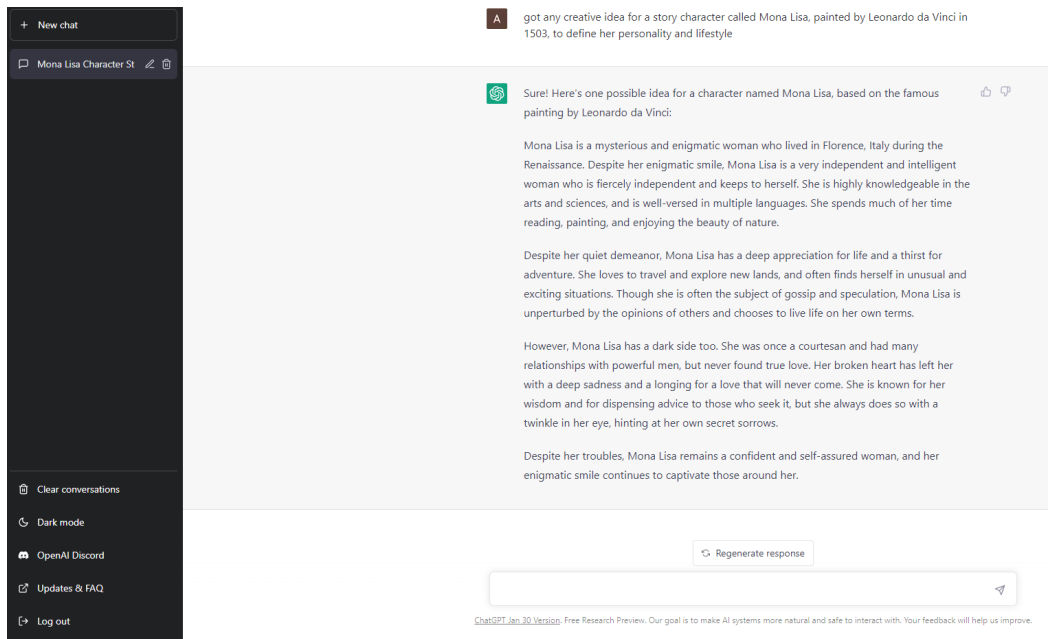 New chat
Mona Lisa Character St
Clear conversations
Dark mode
OpenAI Discord
Updates & FAQ
Log out
A
got any creative idea for a story character called Mona Lisa, painted by Leonardo da Vinci in
1503, to define her personality and lifestyle
Sure! Here's one possible idea for a character named Mona Lisa, based on the famous
painting by Leonardo da Vinci:
Mona Lisa is a mysterious and enigmatic woman who lived in Florence, Italy during the
Renaissance. Despite her enigmatic smile, Mona Lisa is a very independent and intelligent
woman who is fiercely independent and keeps to herself. She is highly knowledgeable in the
arts and sciences, and is well-versed in multiple languages. She spends much of her time
reading, painting, and enjoying the beauty of nature.
Despite her quiet demeanor, Mona Lisa has a deep appreciation for life and a thirst for
adventure. She loves to travel and explore new lands, and often finds herself in unusual and
exciting situations. Though she is often the subject of gossip and speculation, Mona Lisa is
unperturbed by the opinions of others and chooses to live life on her own terms.
However, Mona Lisa has a dark side too. She was once a courtesan and had many
relationships with powerful men, but never found true love. Her broken heart has left her
with a deep sadness and a longing for a love that will never come. She is known for her
wisdom and for dispensing advice to those who seek it, but she always does so with a
twinkle in her eye, hinting at her own secret sorrows.
Despite her troubles, Mona Lisa remains a confident and self-assured woman, and her
enigmatic smile continues to captivate those around her.
Regenerate response
ChatGPT Jan 30 Version. Free Research Preview. Our goal is to make AI systems more natural and safe to interact with. Your feedback will help us improve.